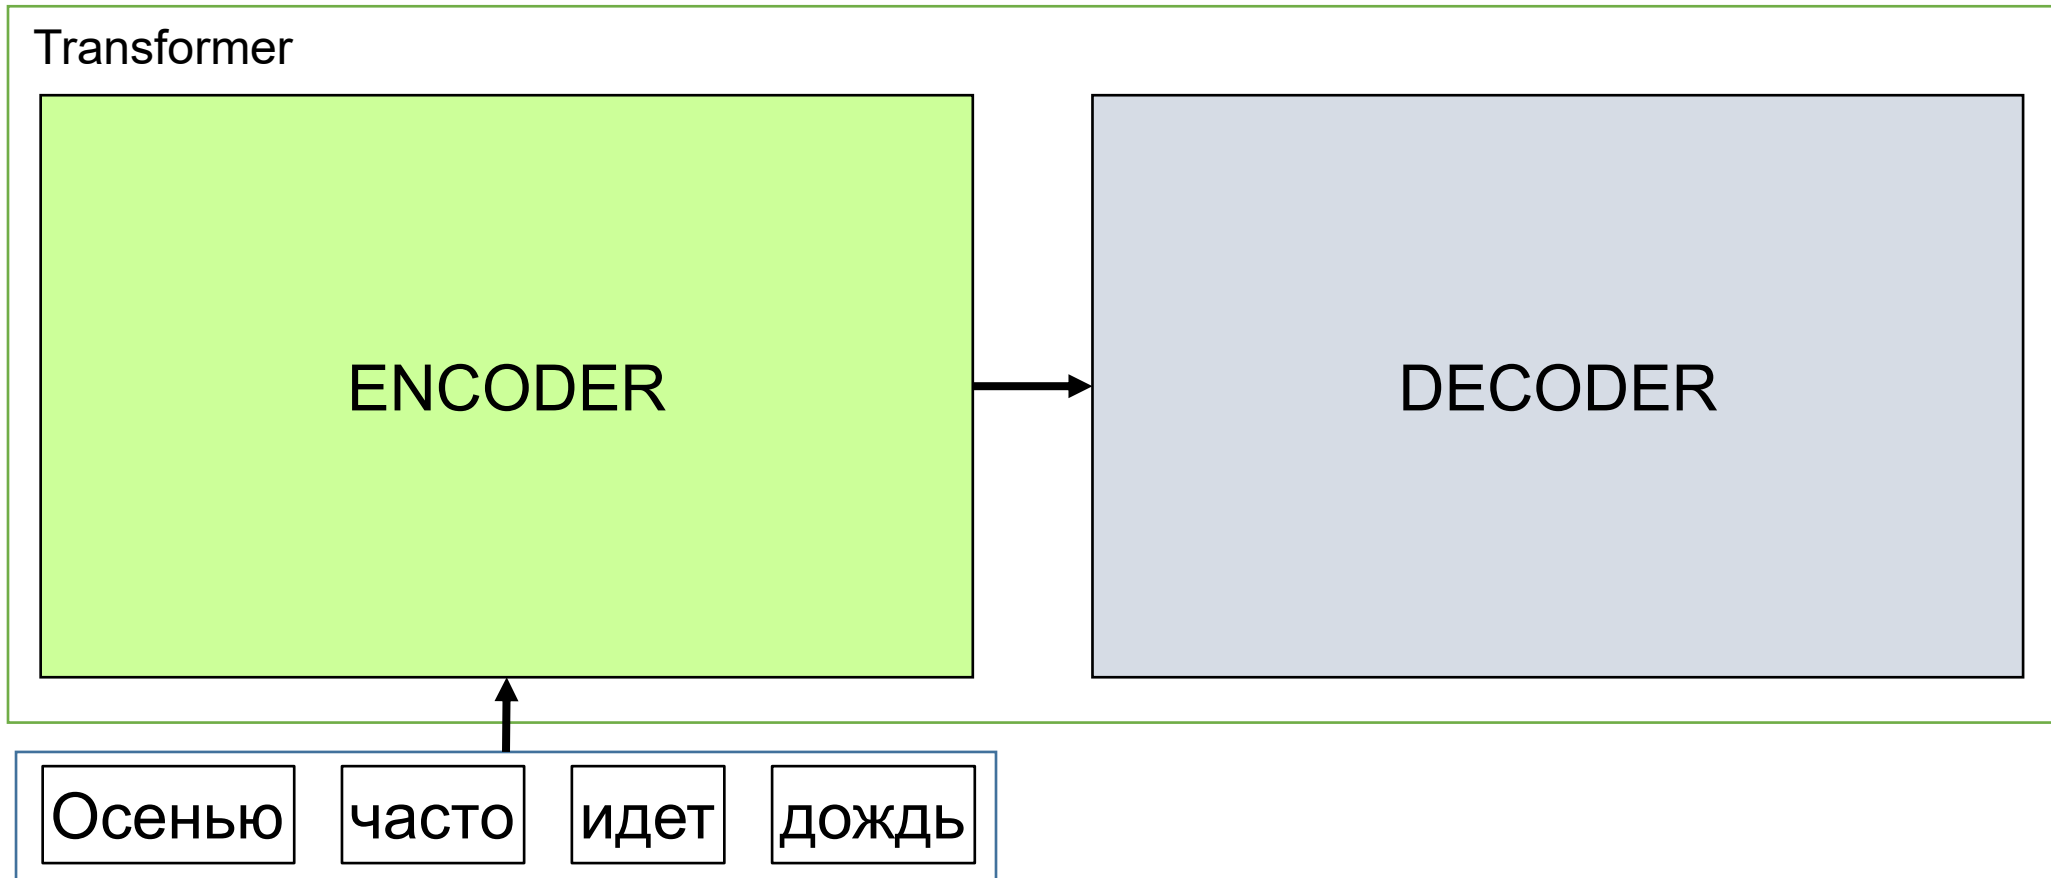 Transformer
ENCODER
DECODER
Осенью часто идет дождь